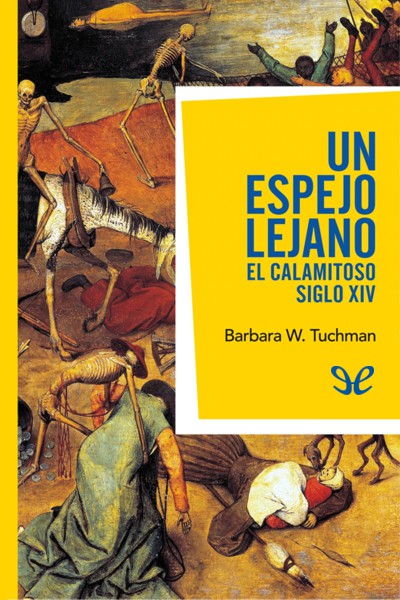 UN
ESPEJO
LEJANO
EL CALAMITOSO
SIGLO XIV
Barbara W. Tuchman